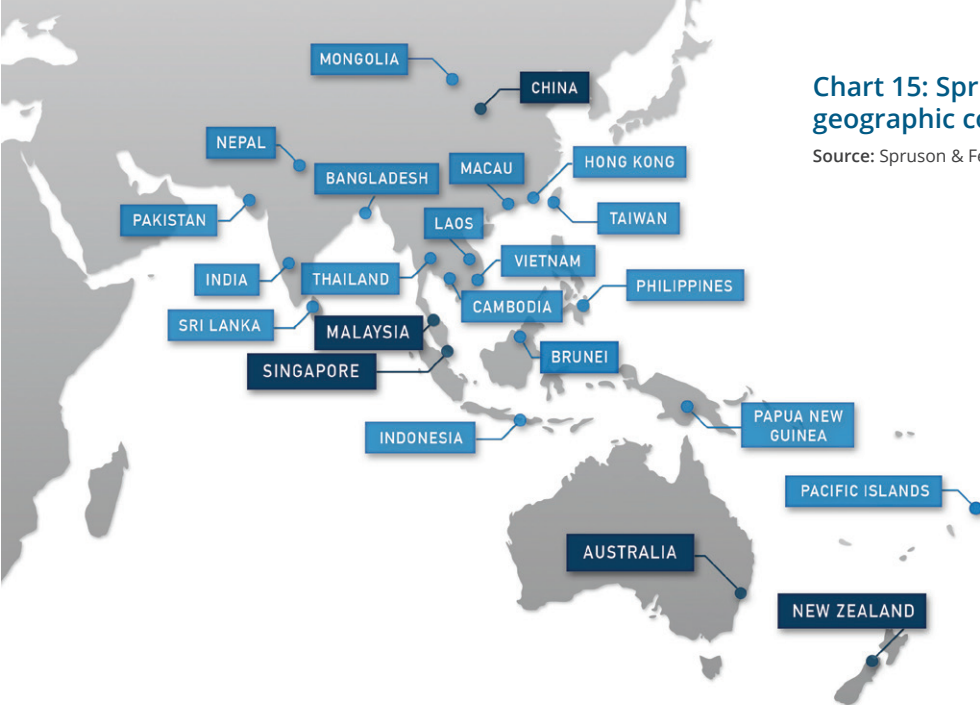 MONGOLIA
CHINA
Chart 15: Spr
geographic co
Source: Spruson & Fe
NEPAL
BANGLADESH
MACAU
HONG KONG
PAKISTAN
LAOS
TAIWAN
INDIA
THAILAND
VIETNAM
PHILIPPINES
CAMBODIA
SRI LANKA
MALAYSIA
SINGAPORE
BRUNEI
INDONESIA
PAPUA NEW
GUINEA
PACIFIC ISLANDS
AUSTRALIA
NEW ZEALAND